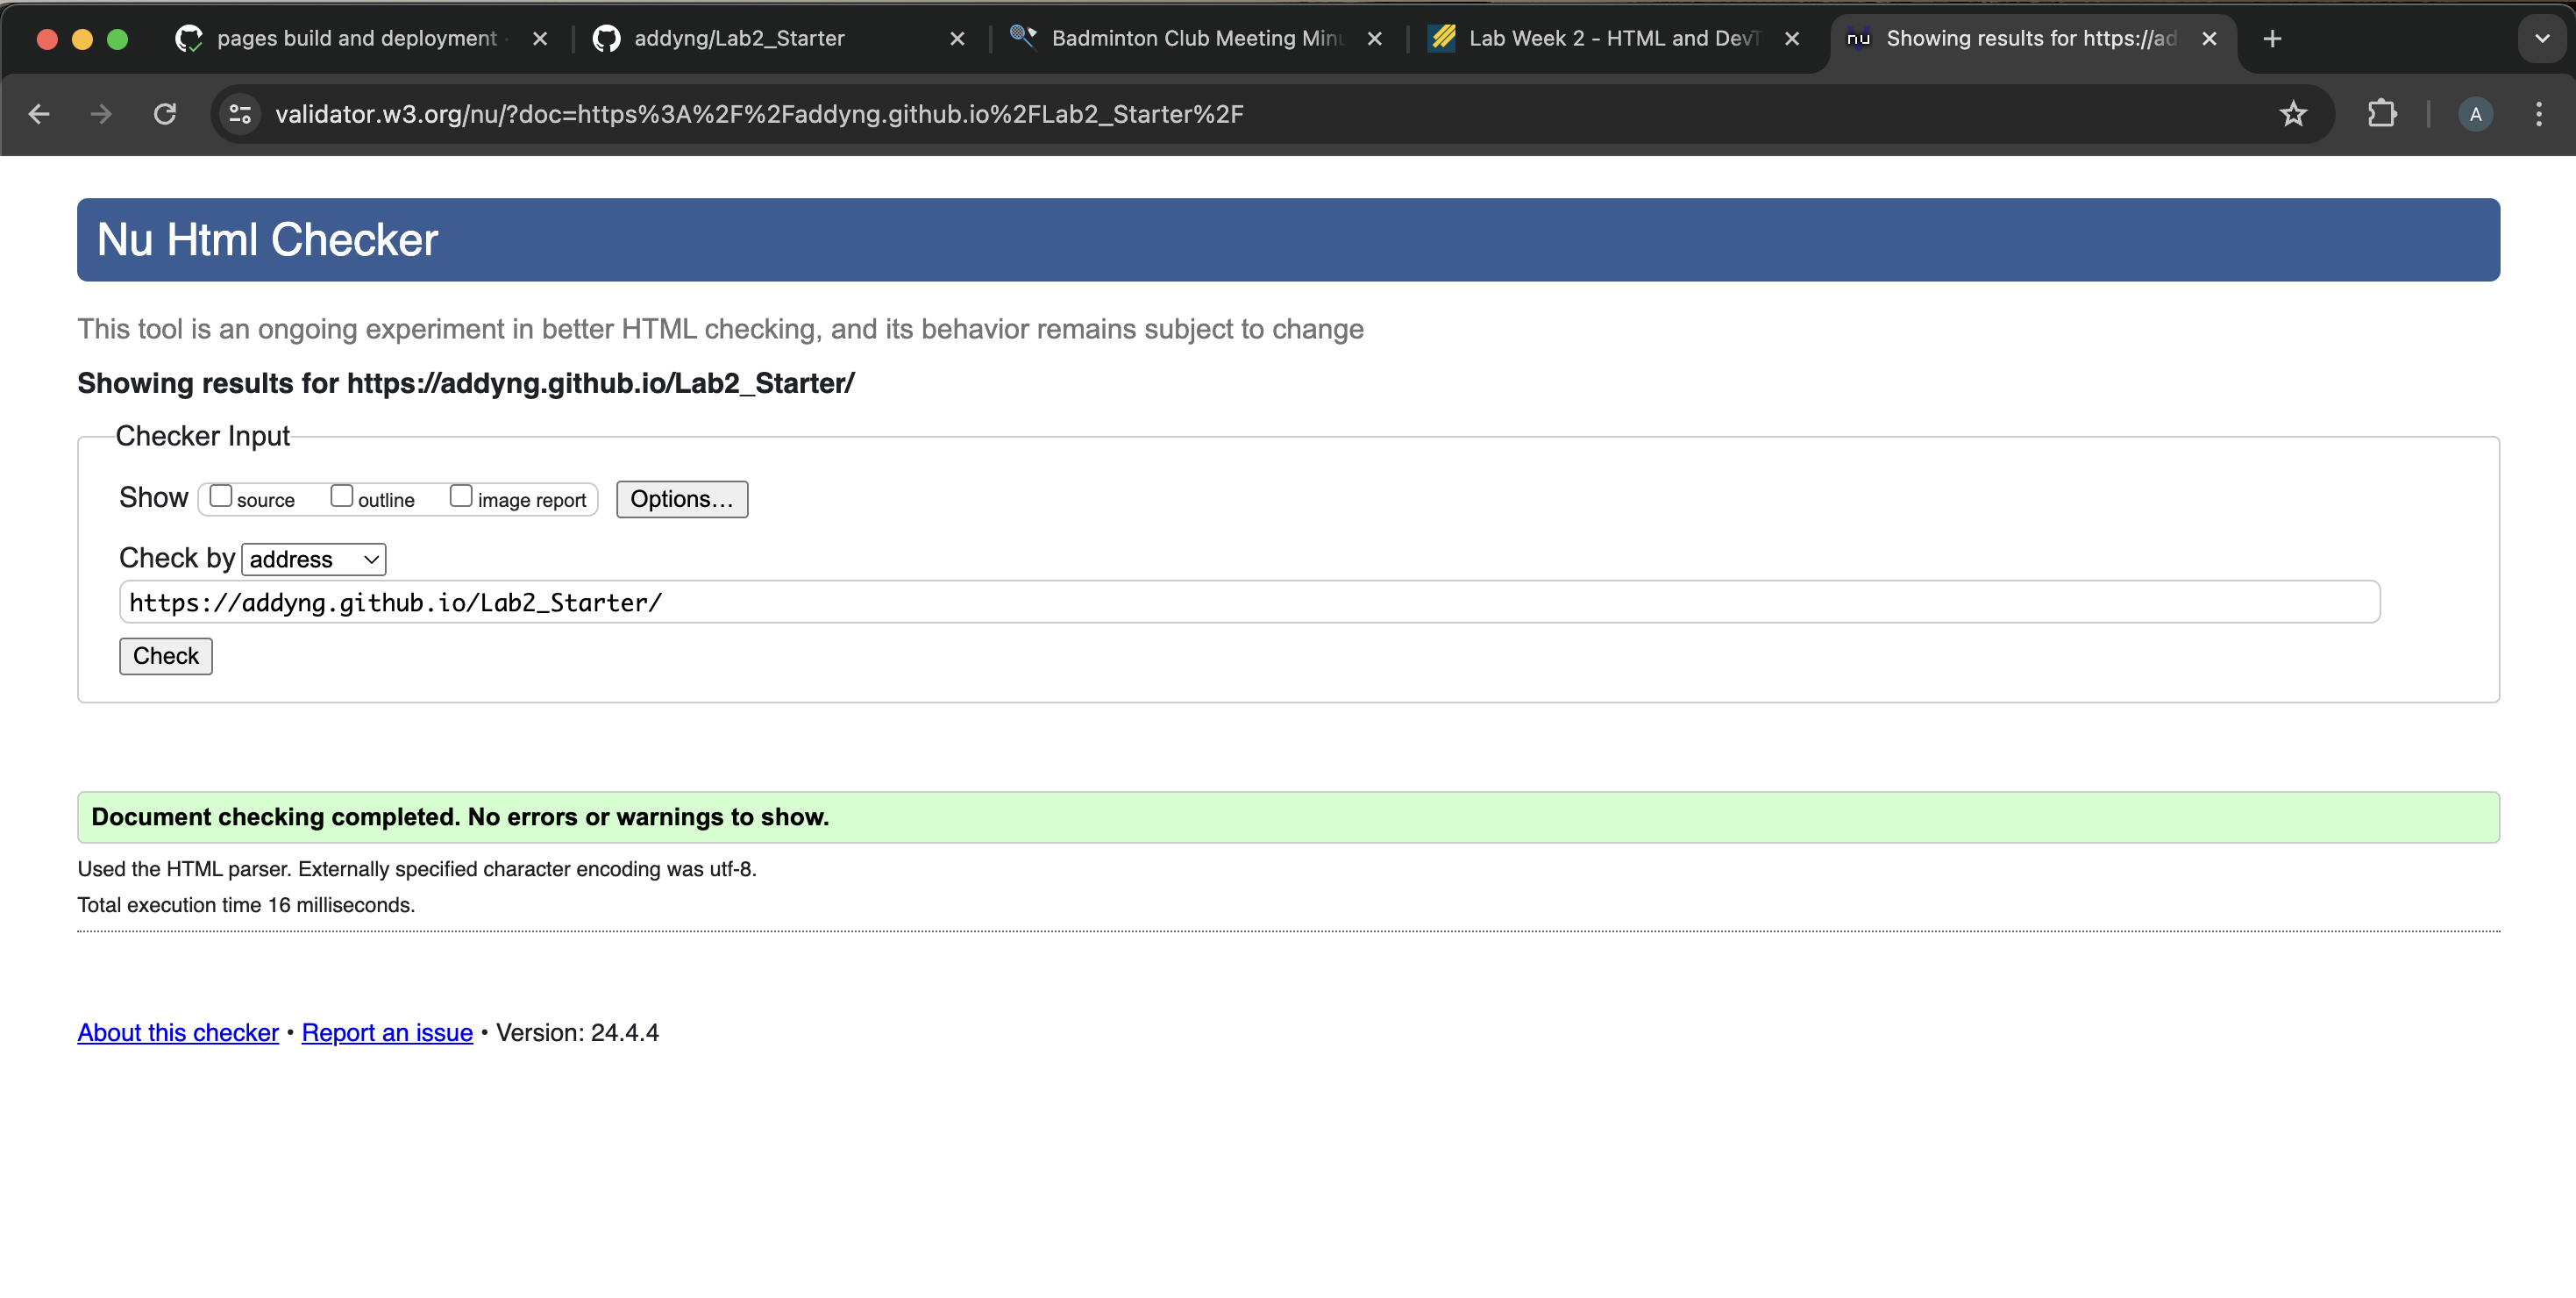 pages build and deployment
addyng/Lab2_Starter
Badminton Club Meeting Min
Lab Week 2 - HTML and Dev
nu Showing results for https://ad
validator.w3.org/nu/?doc=https%3A%2F%2Faddyng.github.io%2FLab2_Starter%2F
A
Nu Html Checker
This tool is an ongoing experiment in better HTML checking, and its behavior remains subject to change
Showing results for https://addyng.github.io/Lab2_Starter/
Checker Input
Show source outline image report Options...
Check by address
https://addyng.github.io/Lab2_Starter/
Check
Document checking completed. No errors or warnings to show.
Used the HTML parser. Externally specified character encoding was utf-8.
Total execution time 16 milliseconds.
About this checker • Report an issue • Version: 24.4.4